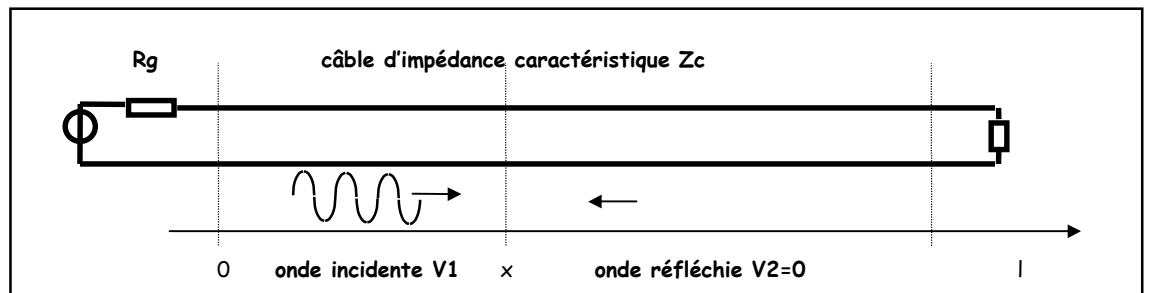 Rg câble d'impédance caractéristique Zc
0 onde incidente V1 x onde réfléchie V2=0 l